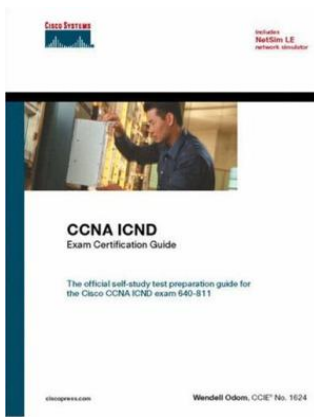 CISCO SYSTEMS
Includes
NetSim LE
network simulator
CCNA ICND
Exam Certification Guide
The official self-study test preparation guide for
the Cisco CCNA ICND exam 640-811
ciscopress.com
Wendell Odom, CCIE® No. 1624